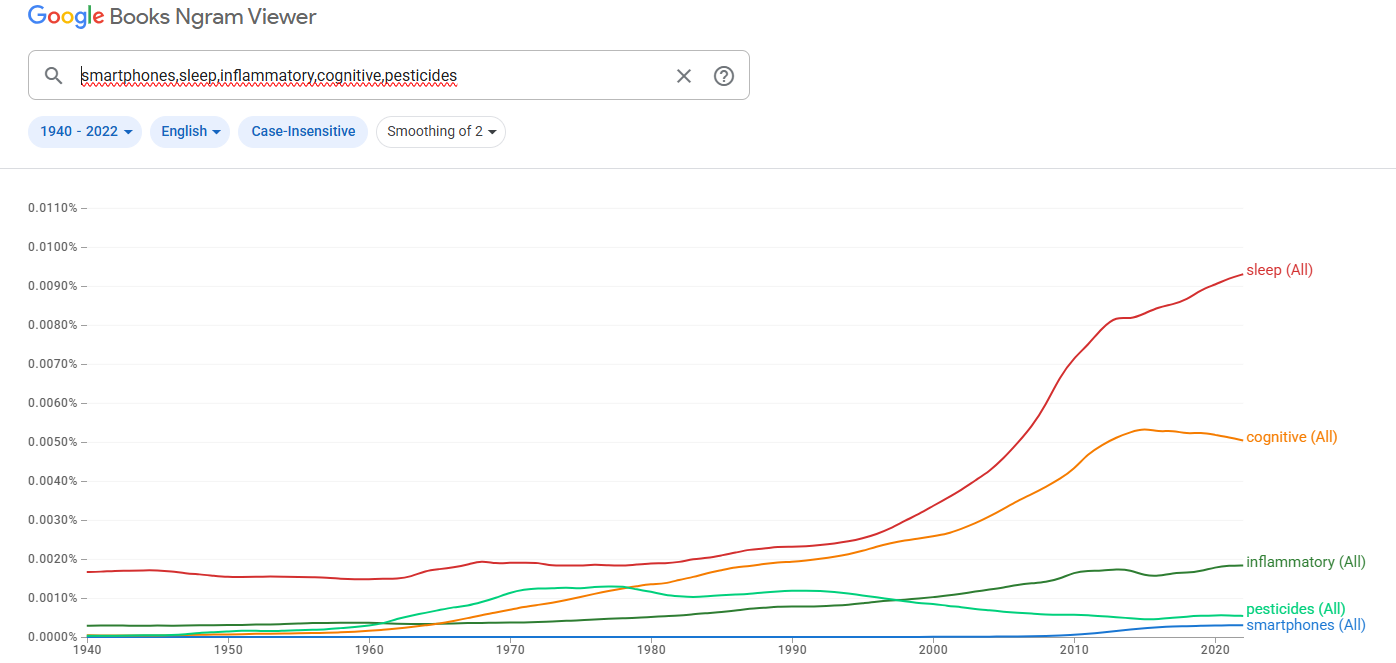 Google Books Ngram Viewer
smartphones,sleep,inflammatory,cognitive,pesticides
1940 - 2022 English Case-Insensitive Smoothing of 2
0.0110%
0.0100%
0.0090%
sleep (All)
0.0080%
0.0070%
0.0060%
0.0050%
cognitive (All)
0.0040%
0.0030%
0.0020%
inflammatory (All)
0.0010%
pesticides (All)
smartphones (All)
0.0000%
1940 1950 1960 1970 1980 1990 2000 2010 2020